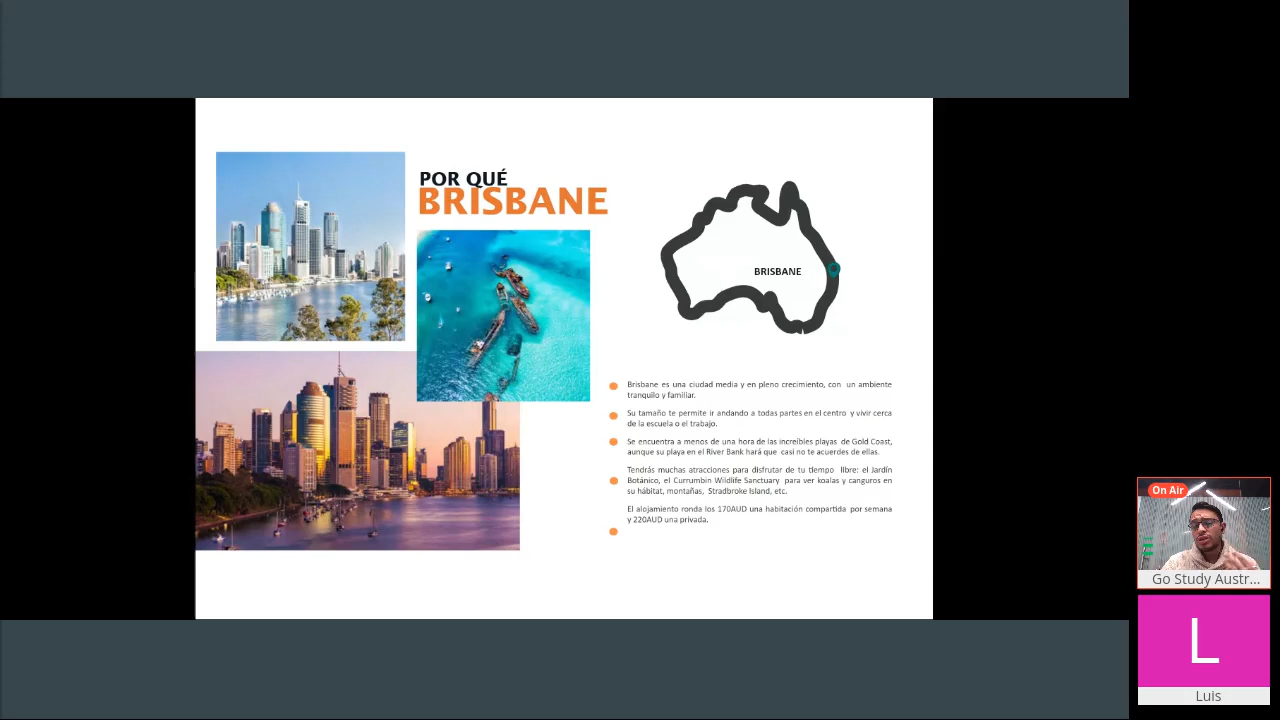 POR QUÉ
BRISBANE
BRISBANE
Brisbane es una ciudad media y en pleno crecimiento, con un ambiente
tranquilo y familiar.
Su tamaño te permite ir andando a todas partes en el centro y vivir cerca
de la escuela o el trabajo.
Se encuentra a menos de una hora de las increíbles playas de Gold Coast,
aunque su playa en el River Bank hará que casi no te acuerdes de ellas.
Tendrás muchas atracciones para disfrutar de tu tiempo libre: el Jardín
Botánico, el Currumbin Wildlife Sanctuary para ver koalas y canguros en
su hábitat, montañas, Stradbroke Island, etc.
El alojamiento ronda los 170AUD una habitación compartida por semana
y 220AUD una privada.
On Air
Go Study Austr...
L
Luis